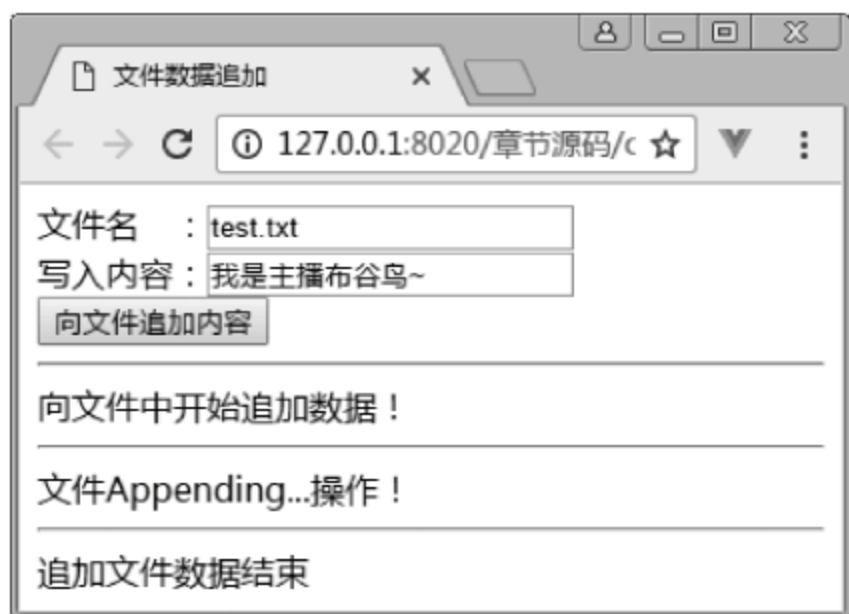 文件数据追加
127.0.0.1:8020/章节源码/c
文件名 : test.txt
写入内容: 我是主播布谷鸟~
向文件追加内容
向文件中开始追加数据！
文件Appending...操作！
追加文件数据结束